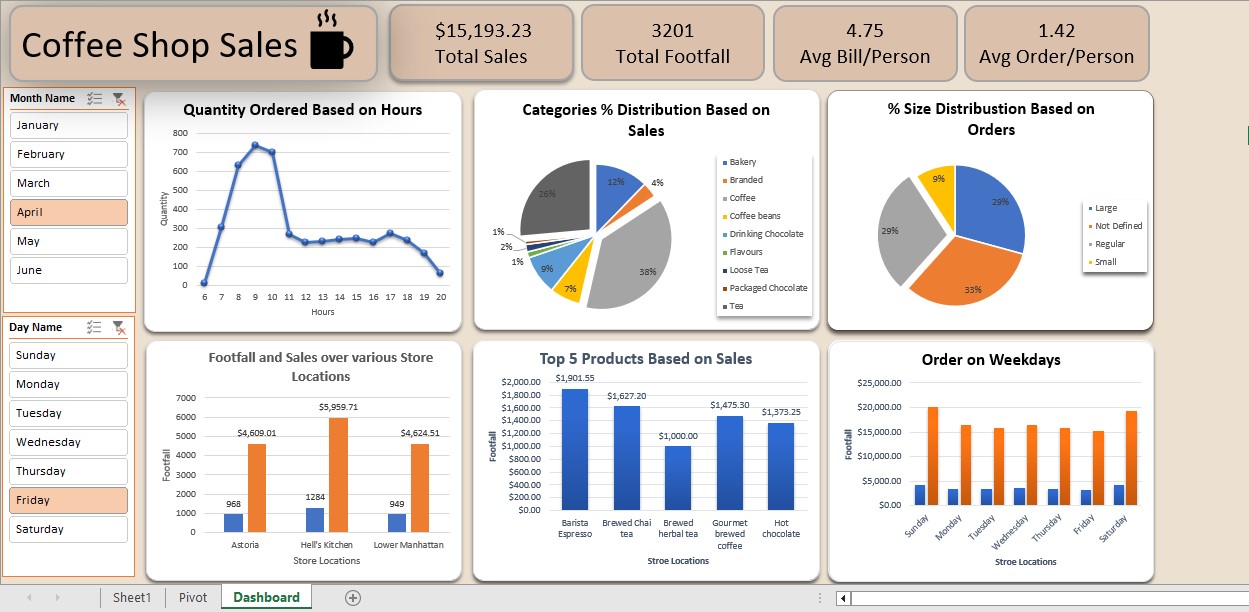 Coffee Shop Sales
$15,193.23
Total Sales
3201
Total Footfall
4.75
Avg Bill/Person
1.42
Avg Order/Person
Month Name
January
February
March
April
May
June
Day Name
Sunday
Monday
Tuesday
Wednesday
Thursday
Friday
Saturday
Quantity Ordered Based on Hours
800
700
600
500
400
300
200
100
0
Quantity
6 7 8 9 10 11 12 13 14 15 16 17 18 19 20
Hours
Categories % Distribution Based on
Sales
12%
4%
38%
7%
9%
1%
2%
1%
26%
Bakery
Branded
Coffee
Coffee beans
Drinking Chocolate
Flavours
Loose Tea
Packaged Chocolate
Tea
% Size Distribustion Based on
Orders
29%
33%
29%
9%
Large
Not Defined
Regular
Small
Footfall and Sales over various Store
Locations
7000
6000
5000
4000
3000
2000
1000
0
Footfall
968
$4,609.01
1284
$5,959.71
949
$4,624.51
Astoria
Hell's Kitchen
Lower Manhattan
Store Locations
Top 5 Products Based on Sales
$2,000.00
$1,800.00
$1,600.00
$1,400.00
$1,200.00
$1,000.00
$800.00
$600.00
$400.00
$200.00
$0.00
Footfall
$1,901.55
$1,627.20
$1,000.00
$1,475.30
$1,373.25
Barista
Espresso
Brewed Chai
tea
Brewed
herbal tea
Gourmet
brewed
coffee
Hot
chocolate
Stroe Locations
Order on Weekdays
$25,000.00
$20,000.00
$15,000.00
$10,000.00
$5,000.00
$0.00
Footfall
Sunday
Monday
Tuesday
Wednesday
Thursday
Friday
Saturday
Stroe Locations
Sheet1
Pivot
Dashboard